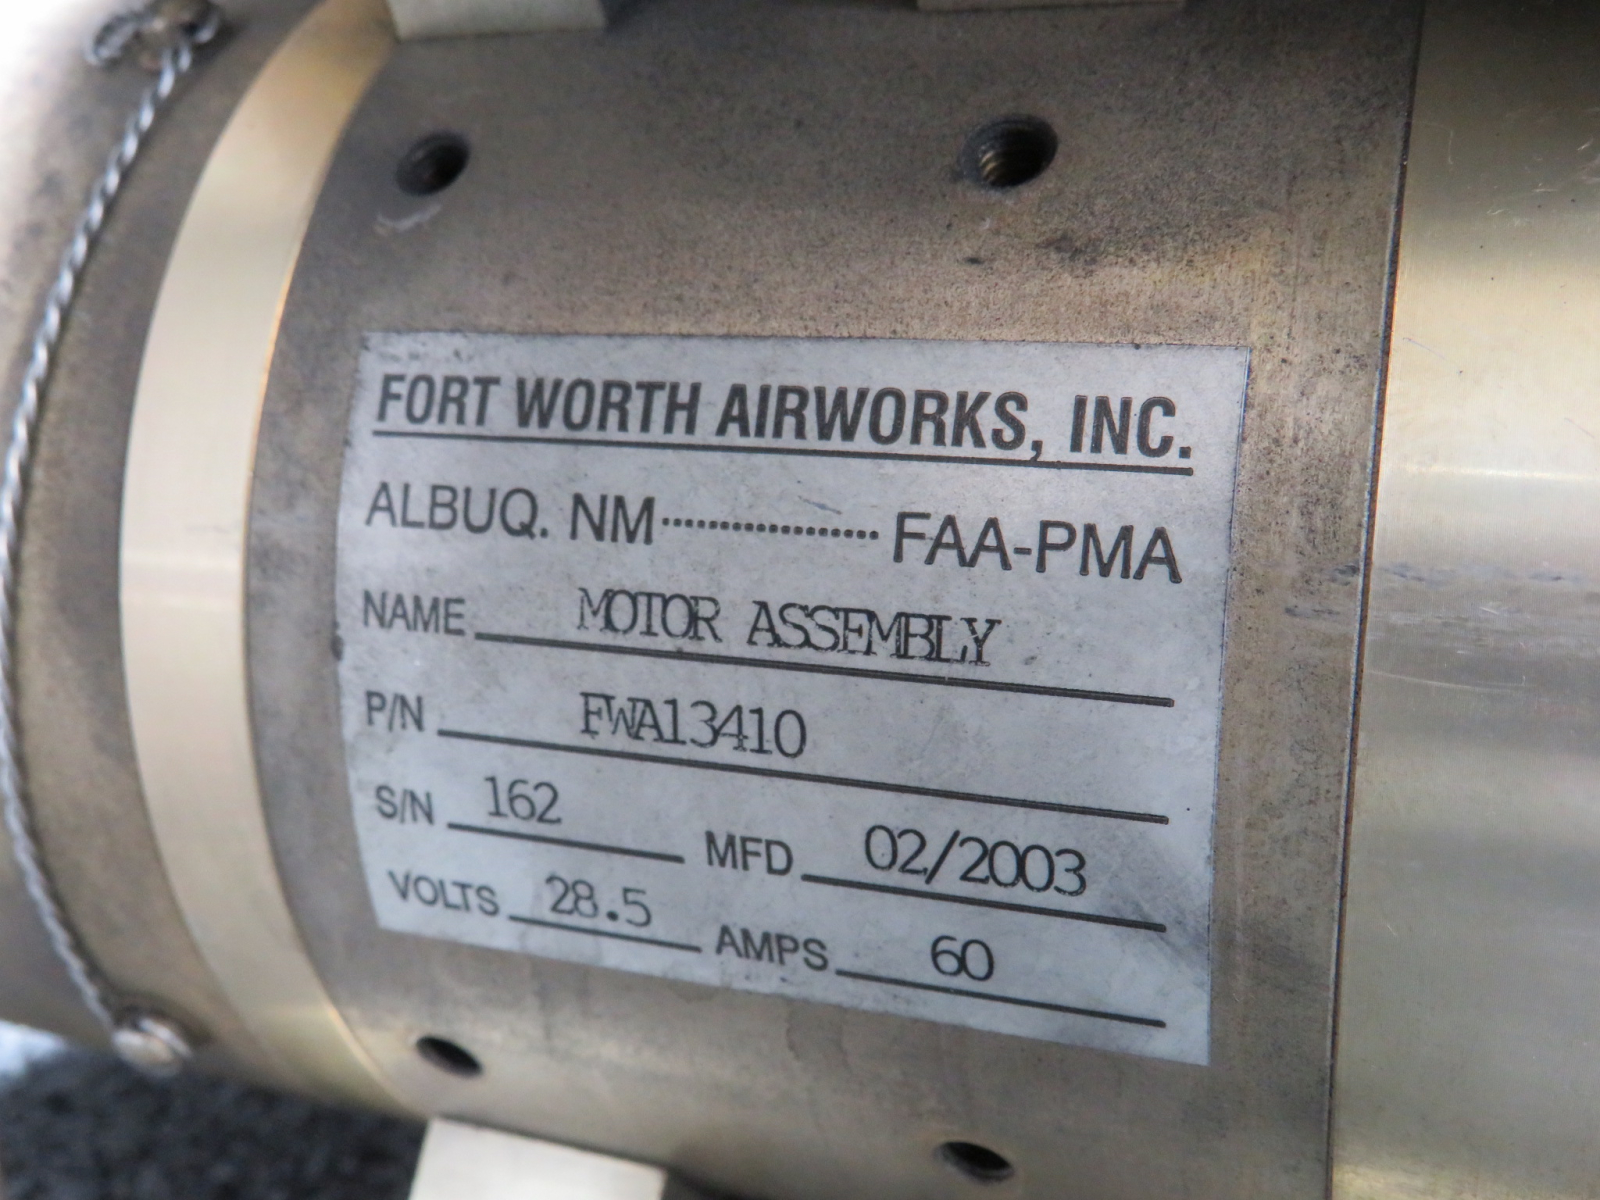 FORT WORTH AIRWORKS, INC.
ALBUQ. NM.................. FAA-PMA
NAME MOTOR ASSEMBLY
P/N FWA13410
S/N 162 MFD 02/2003
VOLTS 28.5 AMPS 60